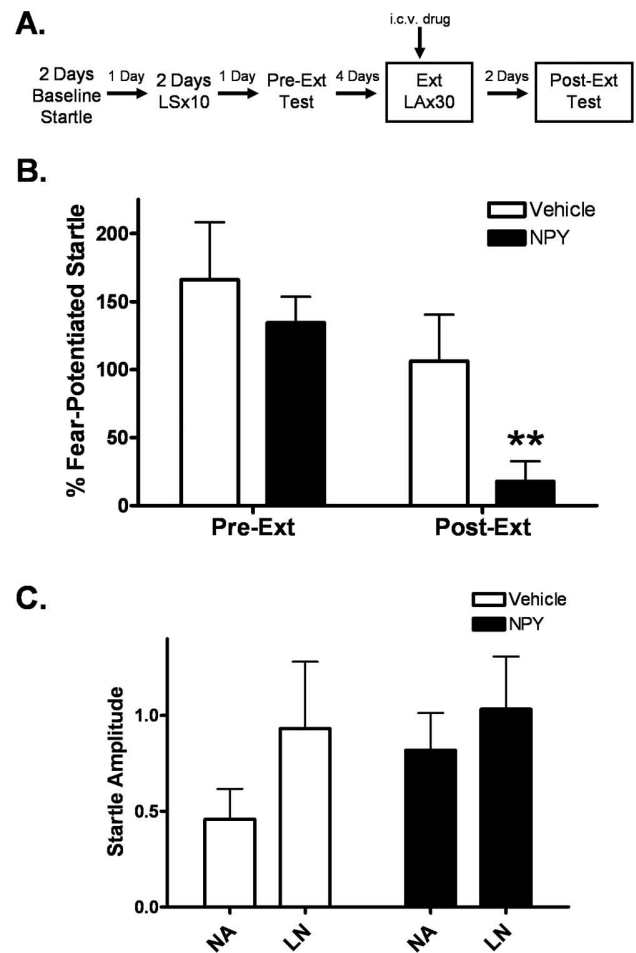 A.
i.c.v. drug
2 Days
Baseline
Startle
1 Day
2 Days
LSx10
1 Day
Pre-Ext
Test
4 Days
Ext
LAx30
2 Days
Post-Ext
Test
B.
% Fear-Potentiated Startle
200
150
100
50
0
Vehicle
NPY
**
Pre-Ext
Post-Ext
C.
Vehicle
NPY
Startle Amplitude
1.0
0.5
0.0
NA
LN
NA
LN